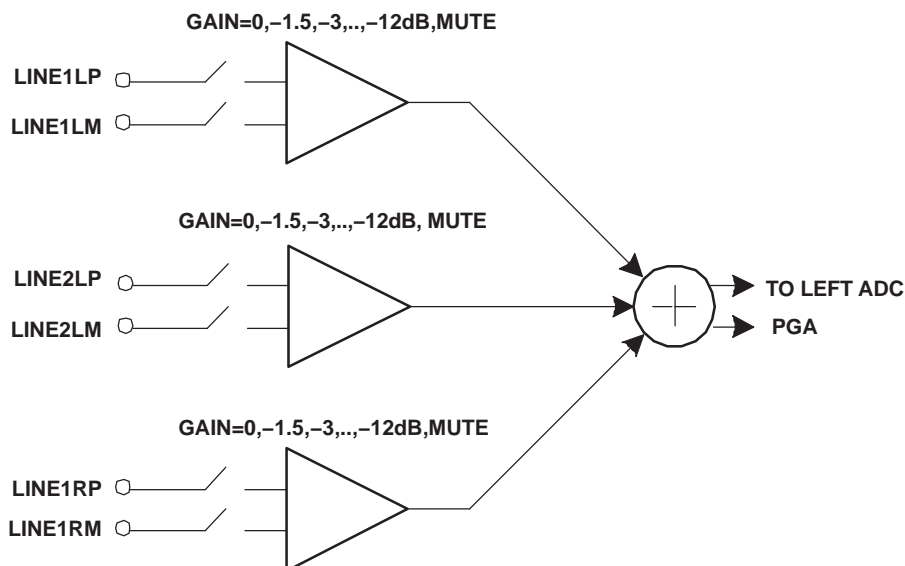 GAIN=0,−1.5,−3,..,−12dB,MUTE
LINE1LP
LINE1LM
GAIN=0,−1.5,−3,..,−12dB, MUTE
LINE2LP
LINE2LM
TO LEFT ADC
PGA
GAIN=0,−1.5,−3,..,−12dB,MUTE
LINE1RP
LINE1RM